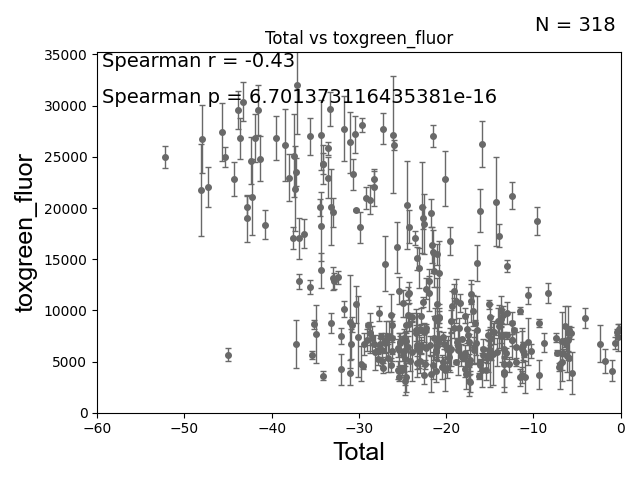 N = 318
Total vs toxgreen_fluor
Spearman r = -0.43
Spearman p = 6.701373116435381e-16
toxgreen_fluor
35000
30000
25000
20000
15000
10000
5000
0
−60 −50 −40 −30 −20 −10 0
Total